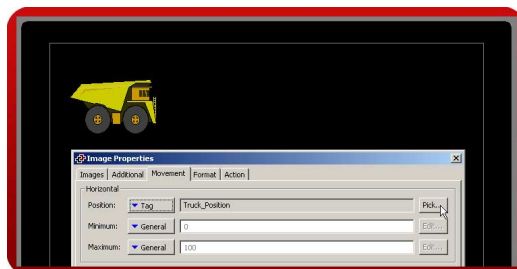 Image Properties
Images Additional Movement Format Action
Horizontal
Position: Tag Truck_Position Pick...
Minimum: General 0 Edit...
Maximum: General 100 Edit...